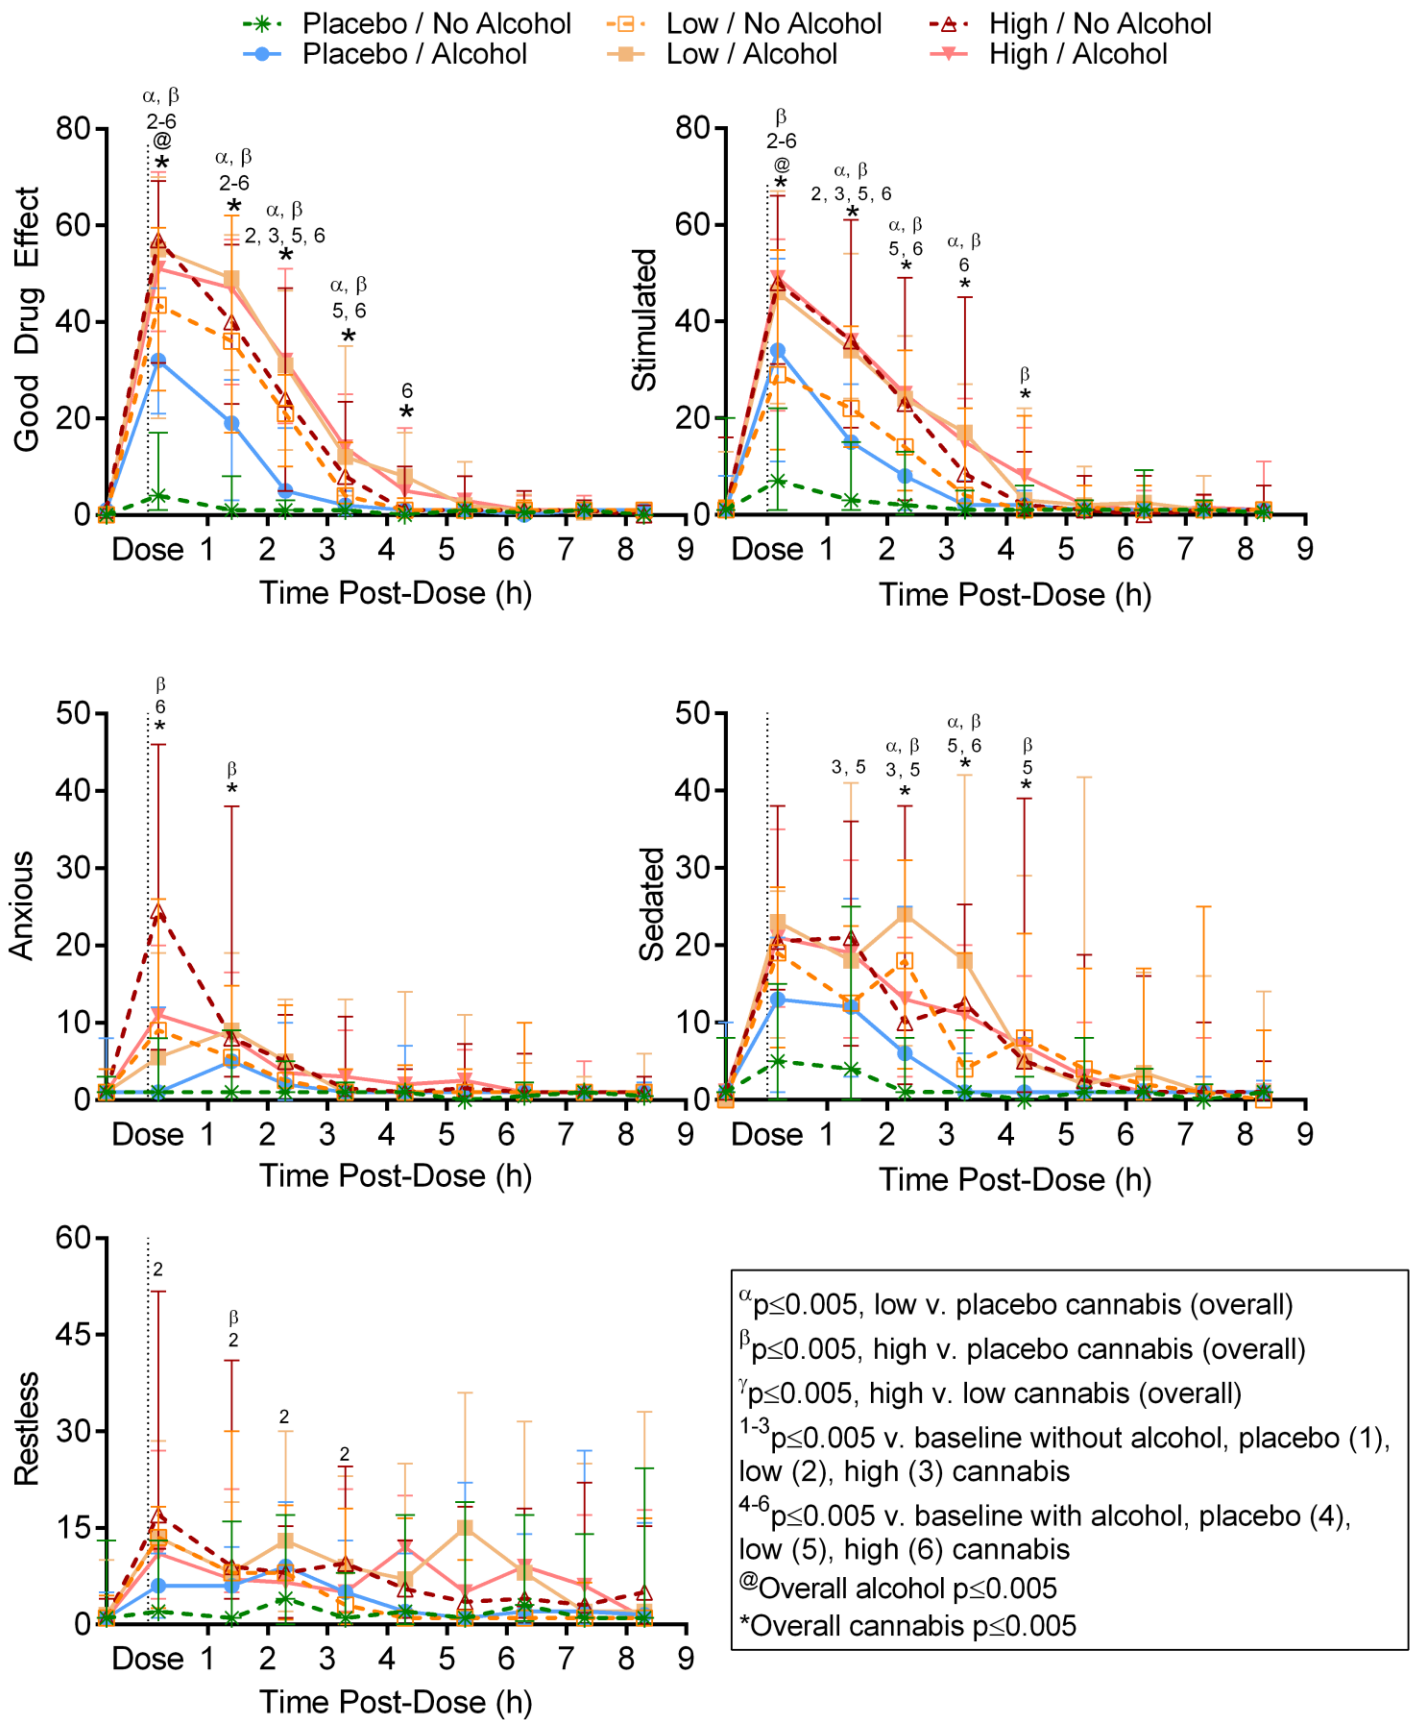 Placebo / No Alcohol
Low / No Alcohol
High / No Alcohol
Placebo / Alcohol
Low / Alcohol
High / Alcohol
Good Drug Effect
80
60
40
20
0
α, β
2-6
@
*
α, β
2-6
*
α, β
2, 3, 5, 6
*
α, β
5, 6
*
6
*
Dose 1 2 3 4 5 6 7 8 9
Time Post-Dose (h)
Stimulated
80
60
40
20
0
β
2-6
@
*
α, β
2, 3, 5, 6
*
α, β
5, 6
*
α, β
6
*
β
*
Dose 1 2 3 4 5 6 7 8 9
Time Post-Dose (h)
Anxious
50
40
30
20
10
0
β
6
*
β
*
Dose 1 2 3 4 5 6 7 8 9
Time Post-Dose (h)
Sedated
50
40
30
20
10
0
3, 5
α, β
3, 5
*
α, β
5, 6
*
β
5
*
Dose 1 2 3 4 5 6 7 8 9
Time Post-Dose (h)
Restless
60
45
30
15
0
2
β
2
2
2
Dose 1 2 3 4 5 6 7 8 9
Time Post-Dose (h)
αp≤0.005, low v. placebo cannabis (overall)
βp≤0.005, high v. placebo cannabis (overall)
γp≤0.005, high v. low cannabis (overall)
1-3p≤0.005 v. baseline without alcohol, placebo (1),
low (2), high (3) cannabis
4-6p≤0.005 v. baseline with alcohol, placebo (4),
low (5), high (6) cannabis
@Overall alcohol p≤0.005
*Overall cannabis p≤0.005